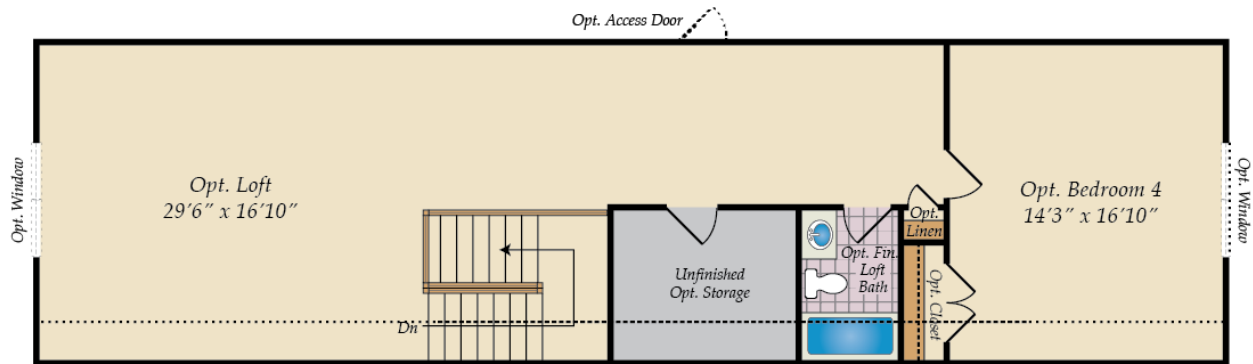 Opt. Access Door
Opt. Window
Opt. Loft
29'6" x 16'10"
Opt. Bedroom 4
14'3" x 16'10"
Opt. Window
Opt.
Linen
Unfinished
Opt. Storage
Opt. Fin.
Loft
Bath
Opt. Closet
Dn